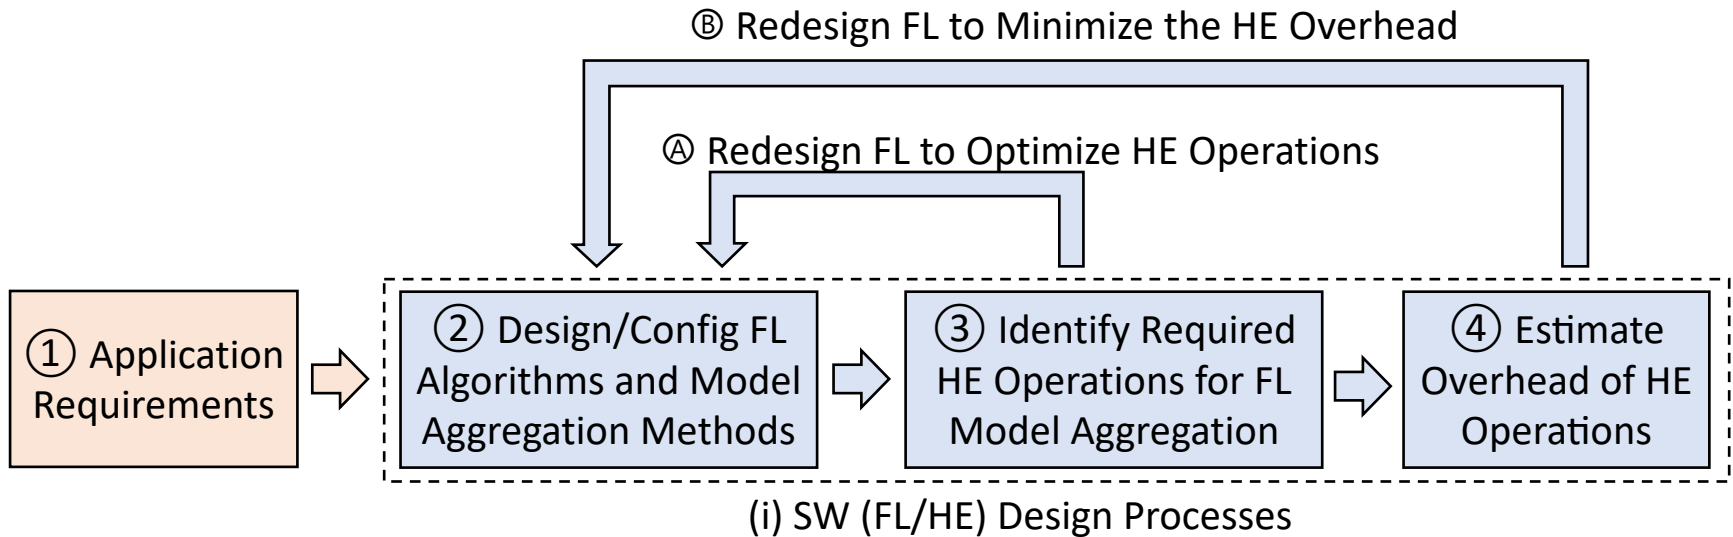 Ⓑ Redesign FL to Minimize the HE Overhead
Ⓐ Redesign FL to Optimize HE Operations
① Application
Requirements
② Design/Config FL
Algorithms and Model
Aggregation Methods
③ Identify Required
HE Operations for FL
Model Aggregation
④ Estimate
Overhead of HE
Operations
(i) SW (FL/HE) Design Processes